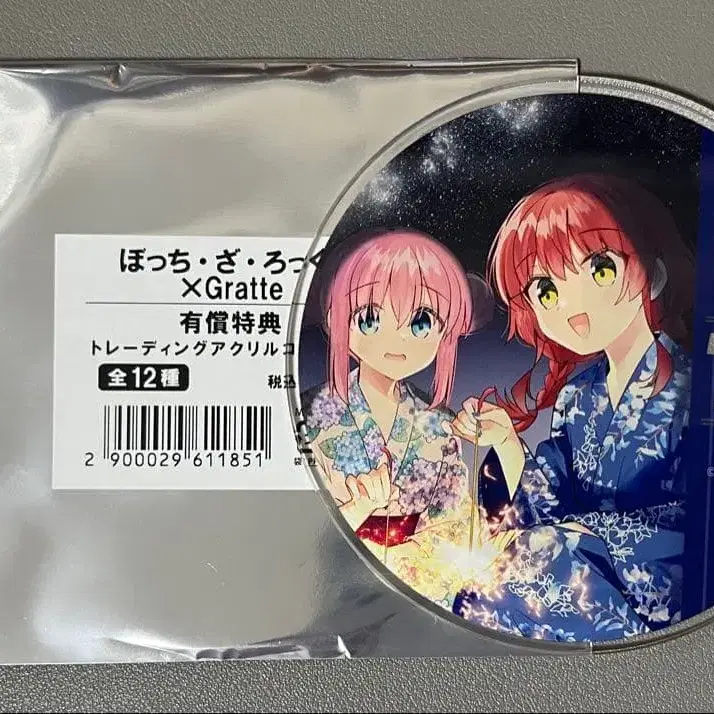 ぼっち・ざ・ろっく
×Gratte
有償特典
トレーディングアクリルコ
全12種
税込
2 900029 611851